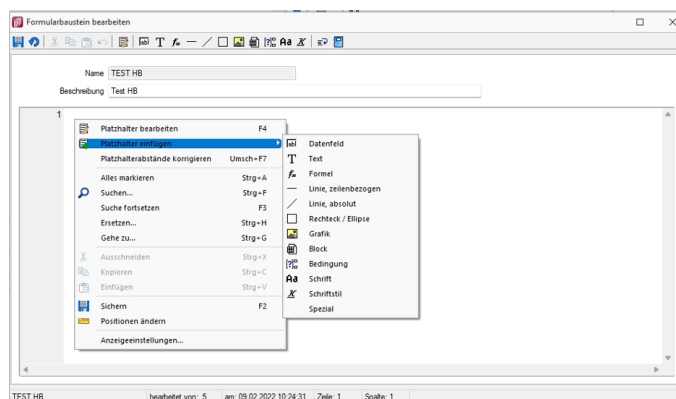 Formularbaustein bearbeiten
Name TEST HB
Beschreibung Test HB
1
Platzhalter bearbeiten F4
Platzhalter einfügen
Platzhalterabstände korrigieren Umsch+F7
Alles markieren Strg+A
Suchen... Strg+F
Suche fortsetzen F3
Ersetzen... Strg+H
Gehe zu... Strg+G
Ausschneiden Strg+X
Kopieren Strg+C
Einfügen Strg+V
Sichern F2
Positionen ändern
Anzeigeeinstellungen...
Datenfeld
Text
Formel
Linie, zeilenbezogen
Linie, absolut
Rechteck / Ellipse
Grafik
Block
Bedingung
Schrift
Schriftstil
Spezial
TEST HB bearbeitet von: 5 am: 09.02.2022 10:24:31 Zeile: 1 Spalte: 1